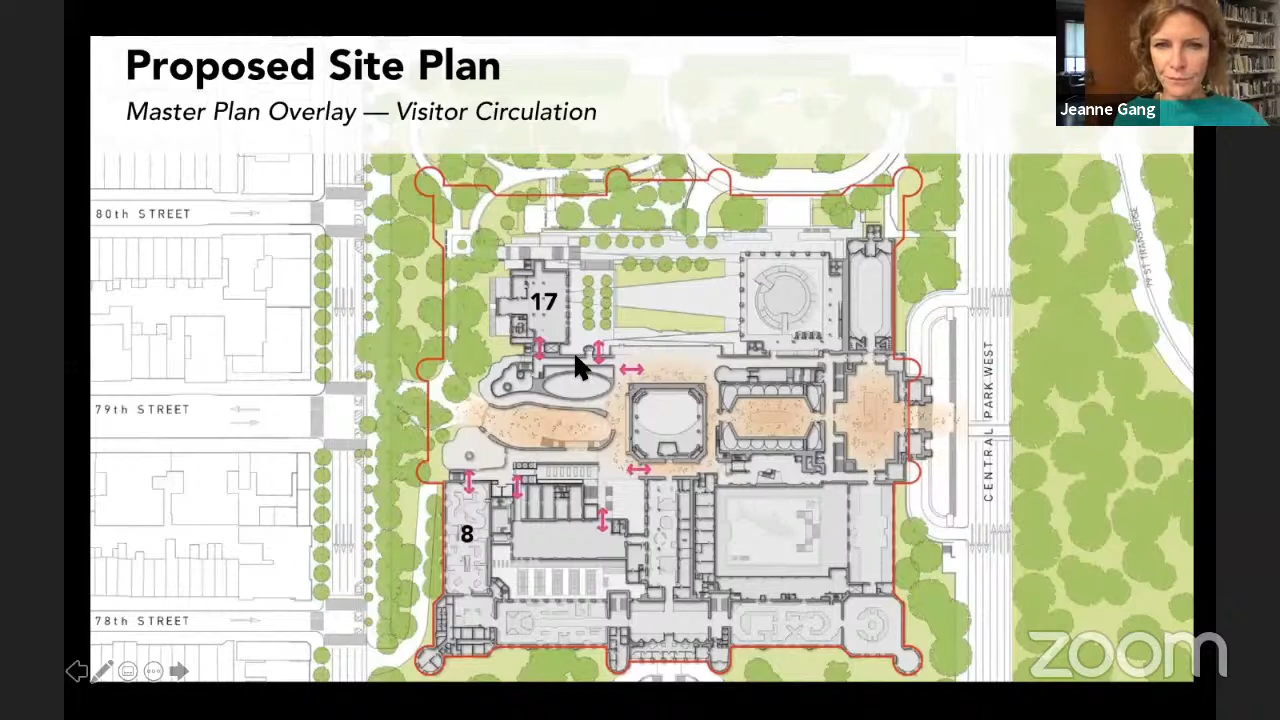 Proposed Site Plan
Master Plan Overlay — Visitor Circulation
Jeanne Gang
80th STREET
17
79th STREET
CENTRAL PARK WEST
8
78th STREET
zoom